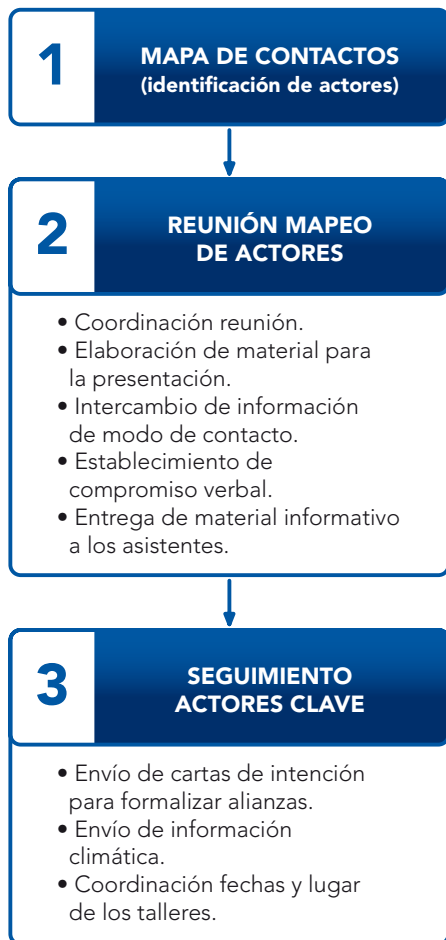 1
MAPA DE CONTACTOS
(identificación de actores)
2
REUNIÓN MAPEO
DE ACTORES
• Coordinación reunión.
• Elaboración de material para
la presentación.
• Intercambio de información
de modo de contacto.
• Establecimiento de
compromiso verbal.
• Entrega de material informativo
a los asistentes.
3
SEGUIMIENTO
ACTORES CLAVE
• Envío de cartas de intención
para formalizar alianzas.
• Envío de información
climática.
• Coordinación fechas y lugar
de los talleres.